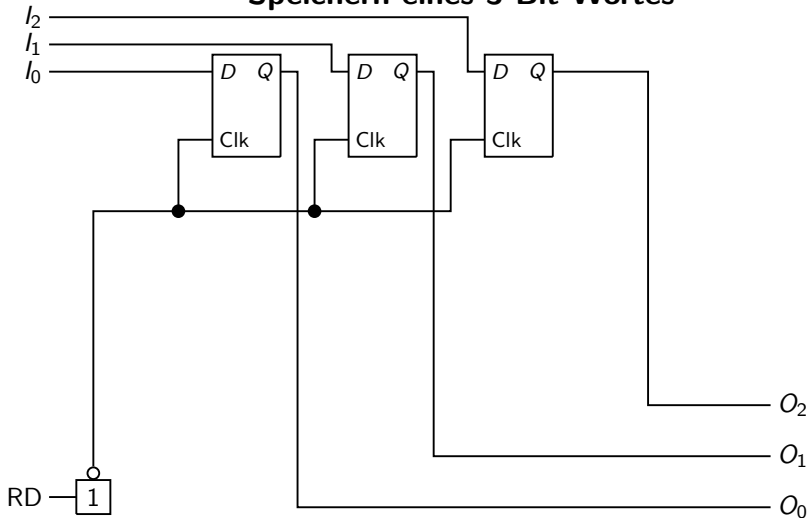 Speichern eines 3-Bit-Wortes
I2
I1
I0
D Q
Clk
D Q
Clk
D Q
Clk
O2
O1
RD 1
O0